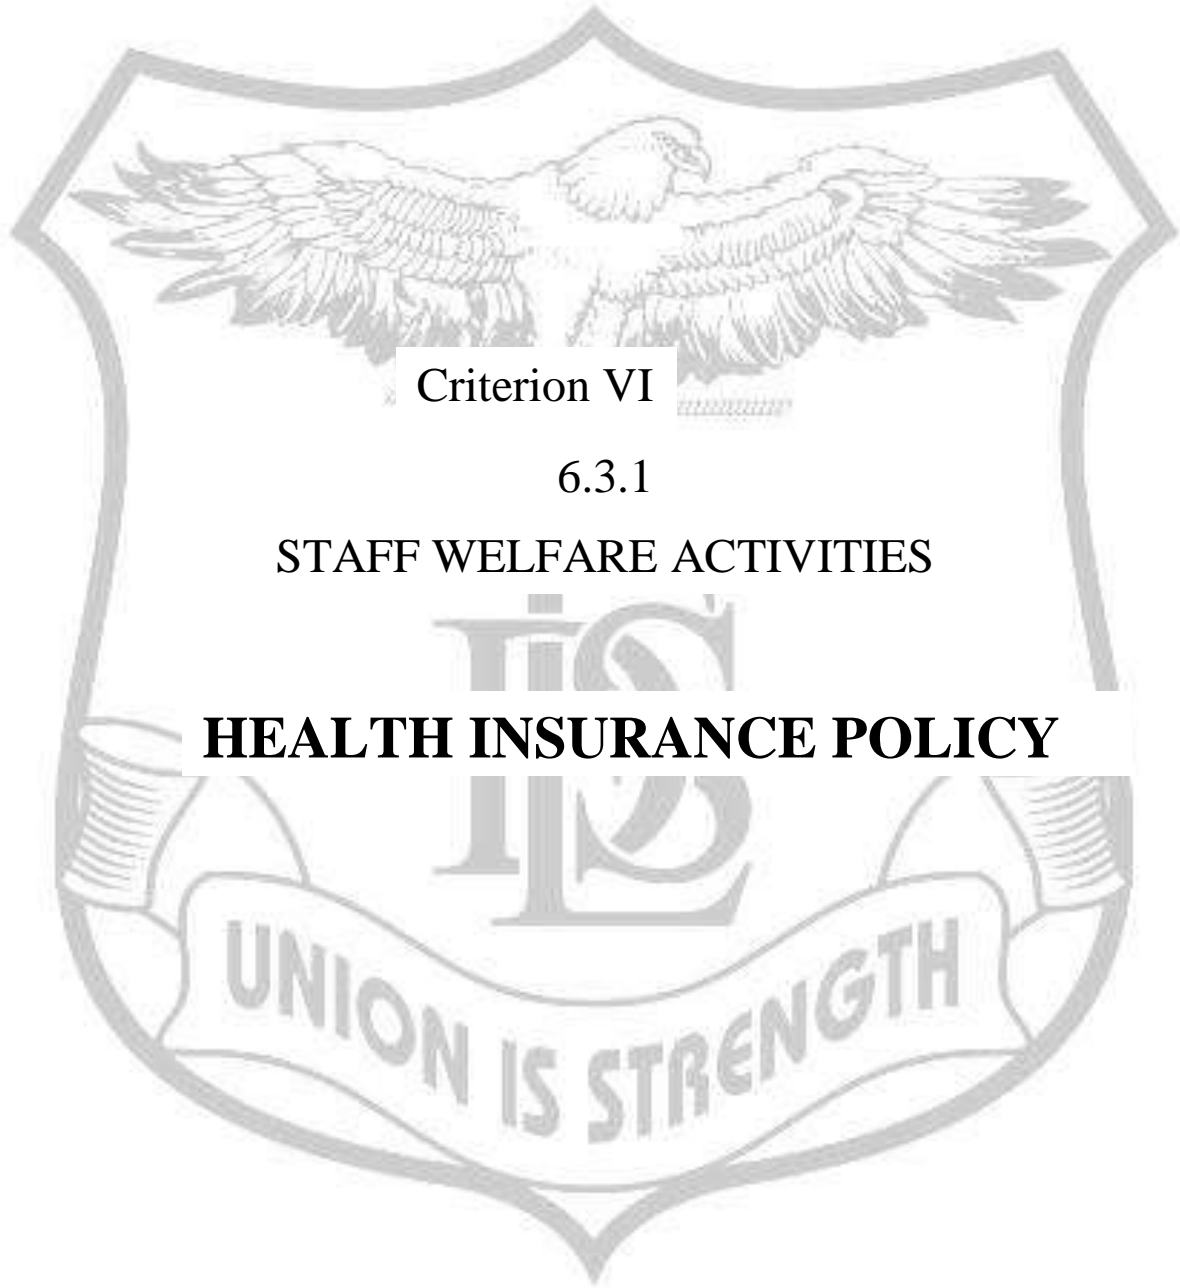 Criterion VI
6.3.1
STAFF WELFARE ACTIVITIES
HEALTH INSURANCE POLICY
UNION IS STRENGTH